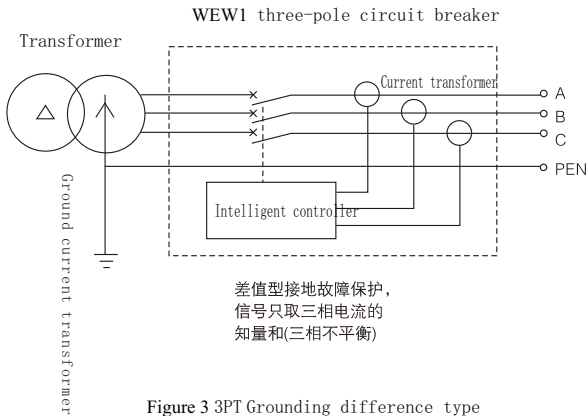 WEW1 three-pole circuit breaker
Transformer
Current transformer
A
B
C
PEN
Intelligent controller
Ground current transformer
差值型接地故障保护，
信号只取三相电流的
知量和(三相不平衡)
Figure 3 3PT Grounding difference type